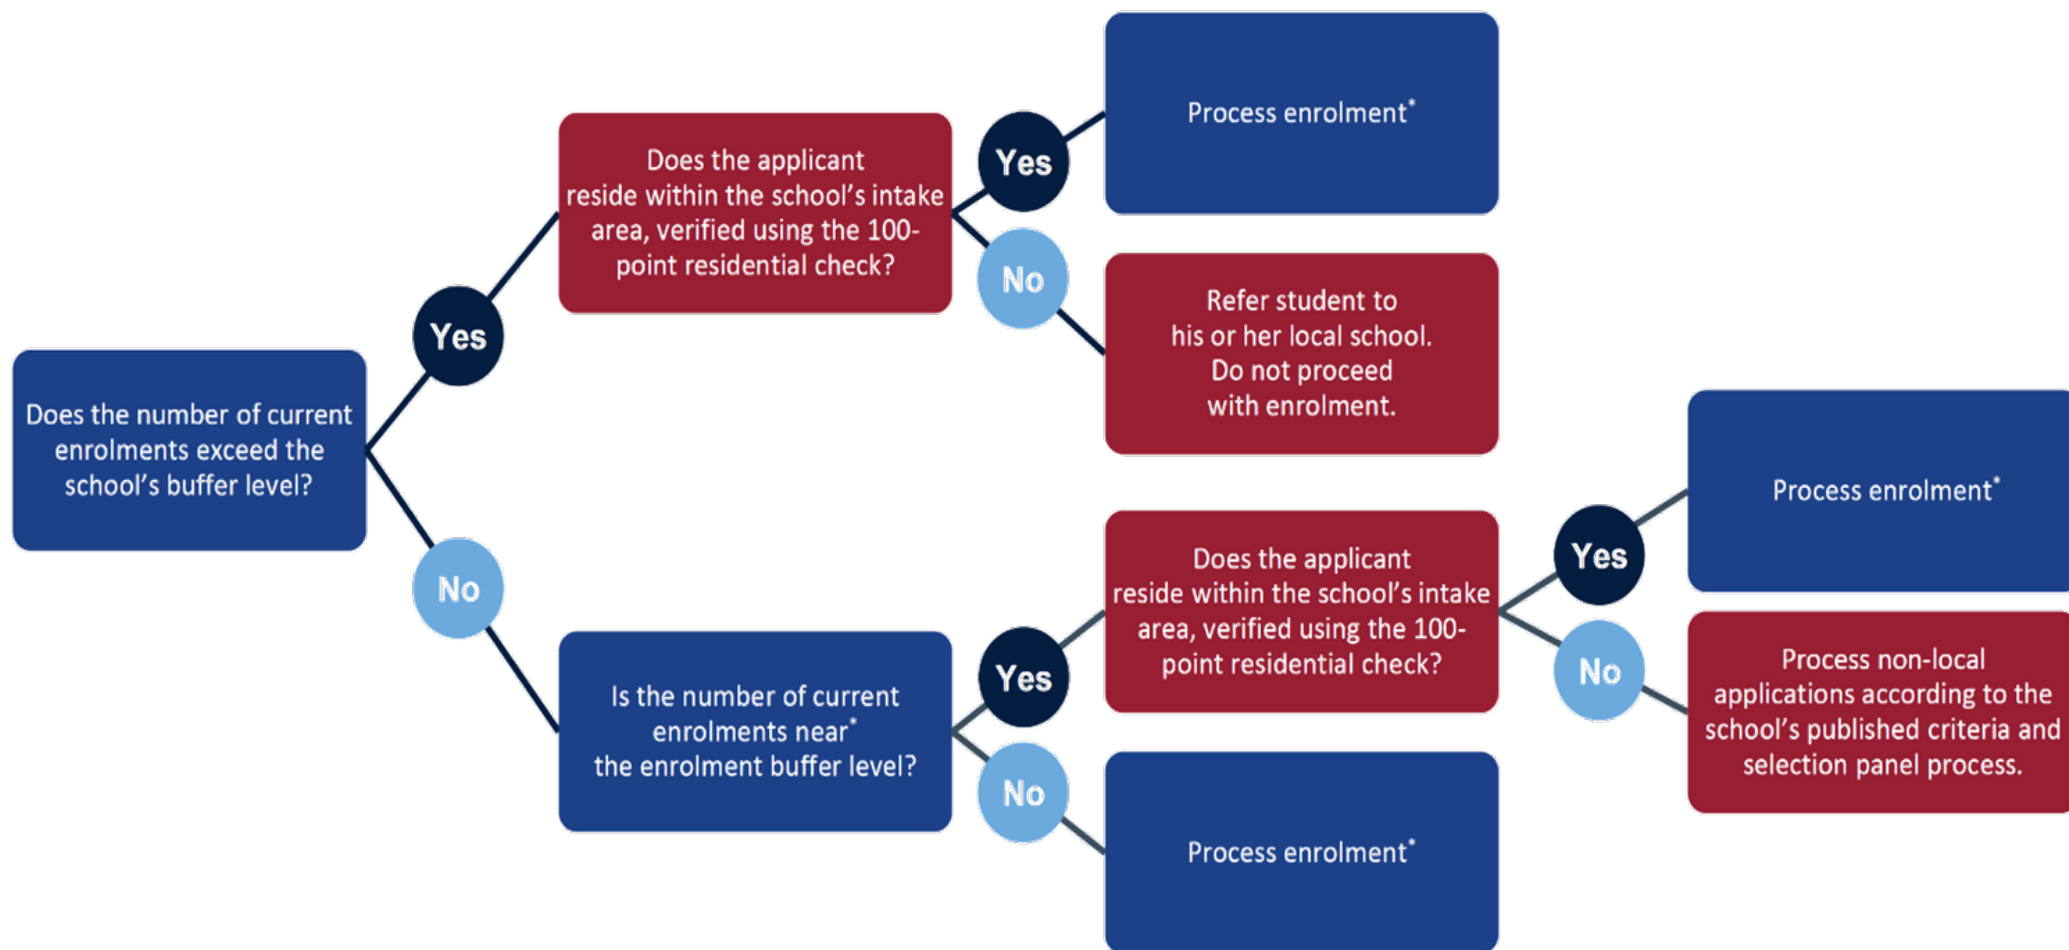 Does the number of current
enrolments exceed the
school's buffer level?
Yes
Does the applicant
reside within the school's intake
area, verified using the 100-
point residential check?
Yes
Process enrolment*
No
Refer student to
his or her local school.
Do not proceed
with enrolment.
No
Is the number of current
enrolments near*
the enrolment buffer level?
Yes
Does the applicant
reside within the school's intake
area, verified using the 100-
point residential check?
Yes
Process enrolment*
No
Process non-local
applications according to the
school's published criteria and
selection panel process.
No
Process enrolment*